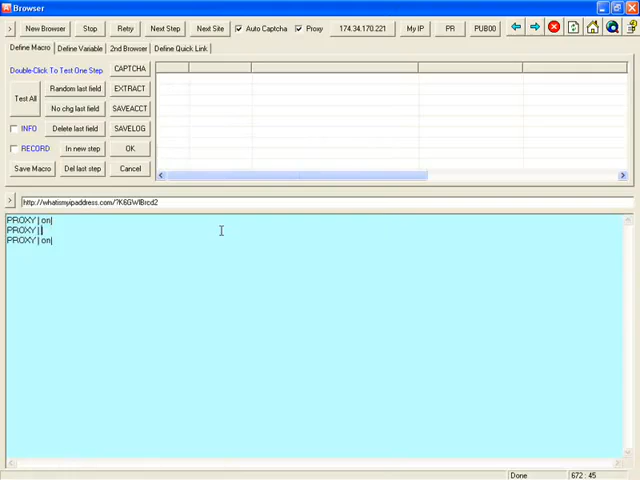 Browser
> New Browser Stop Retry Next Step Next Site Auto Captcha Proxy 174.34.170.221 My IP PR PUB00
Define Macro Define Variable 2nd Browser Define Quick Link
Double-Click To Test One Step CAPTCHA
Test All Random last field EXTRACT
No chg last field SAVEACCT
INFO Delete last field SAVELOG
RECORD In new step OK
Save Macro Del last step Cancel
> http://whatismyipaddress.com/?K6GWIBrcd2
PROXY|on|
PROXY||
PROXY|on|
Done 672 : 45